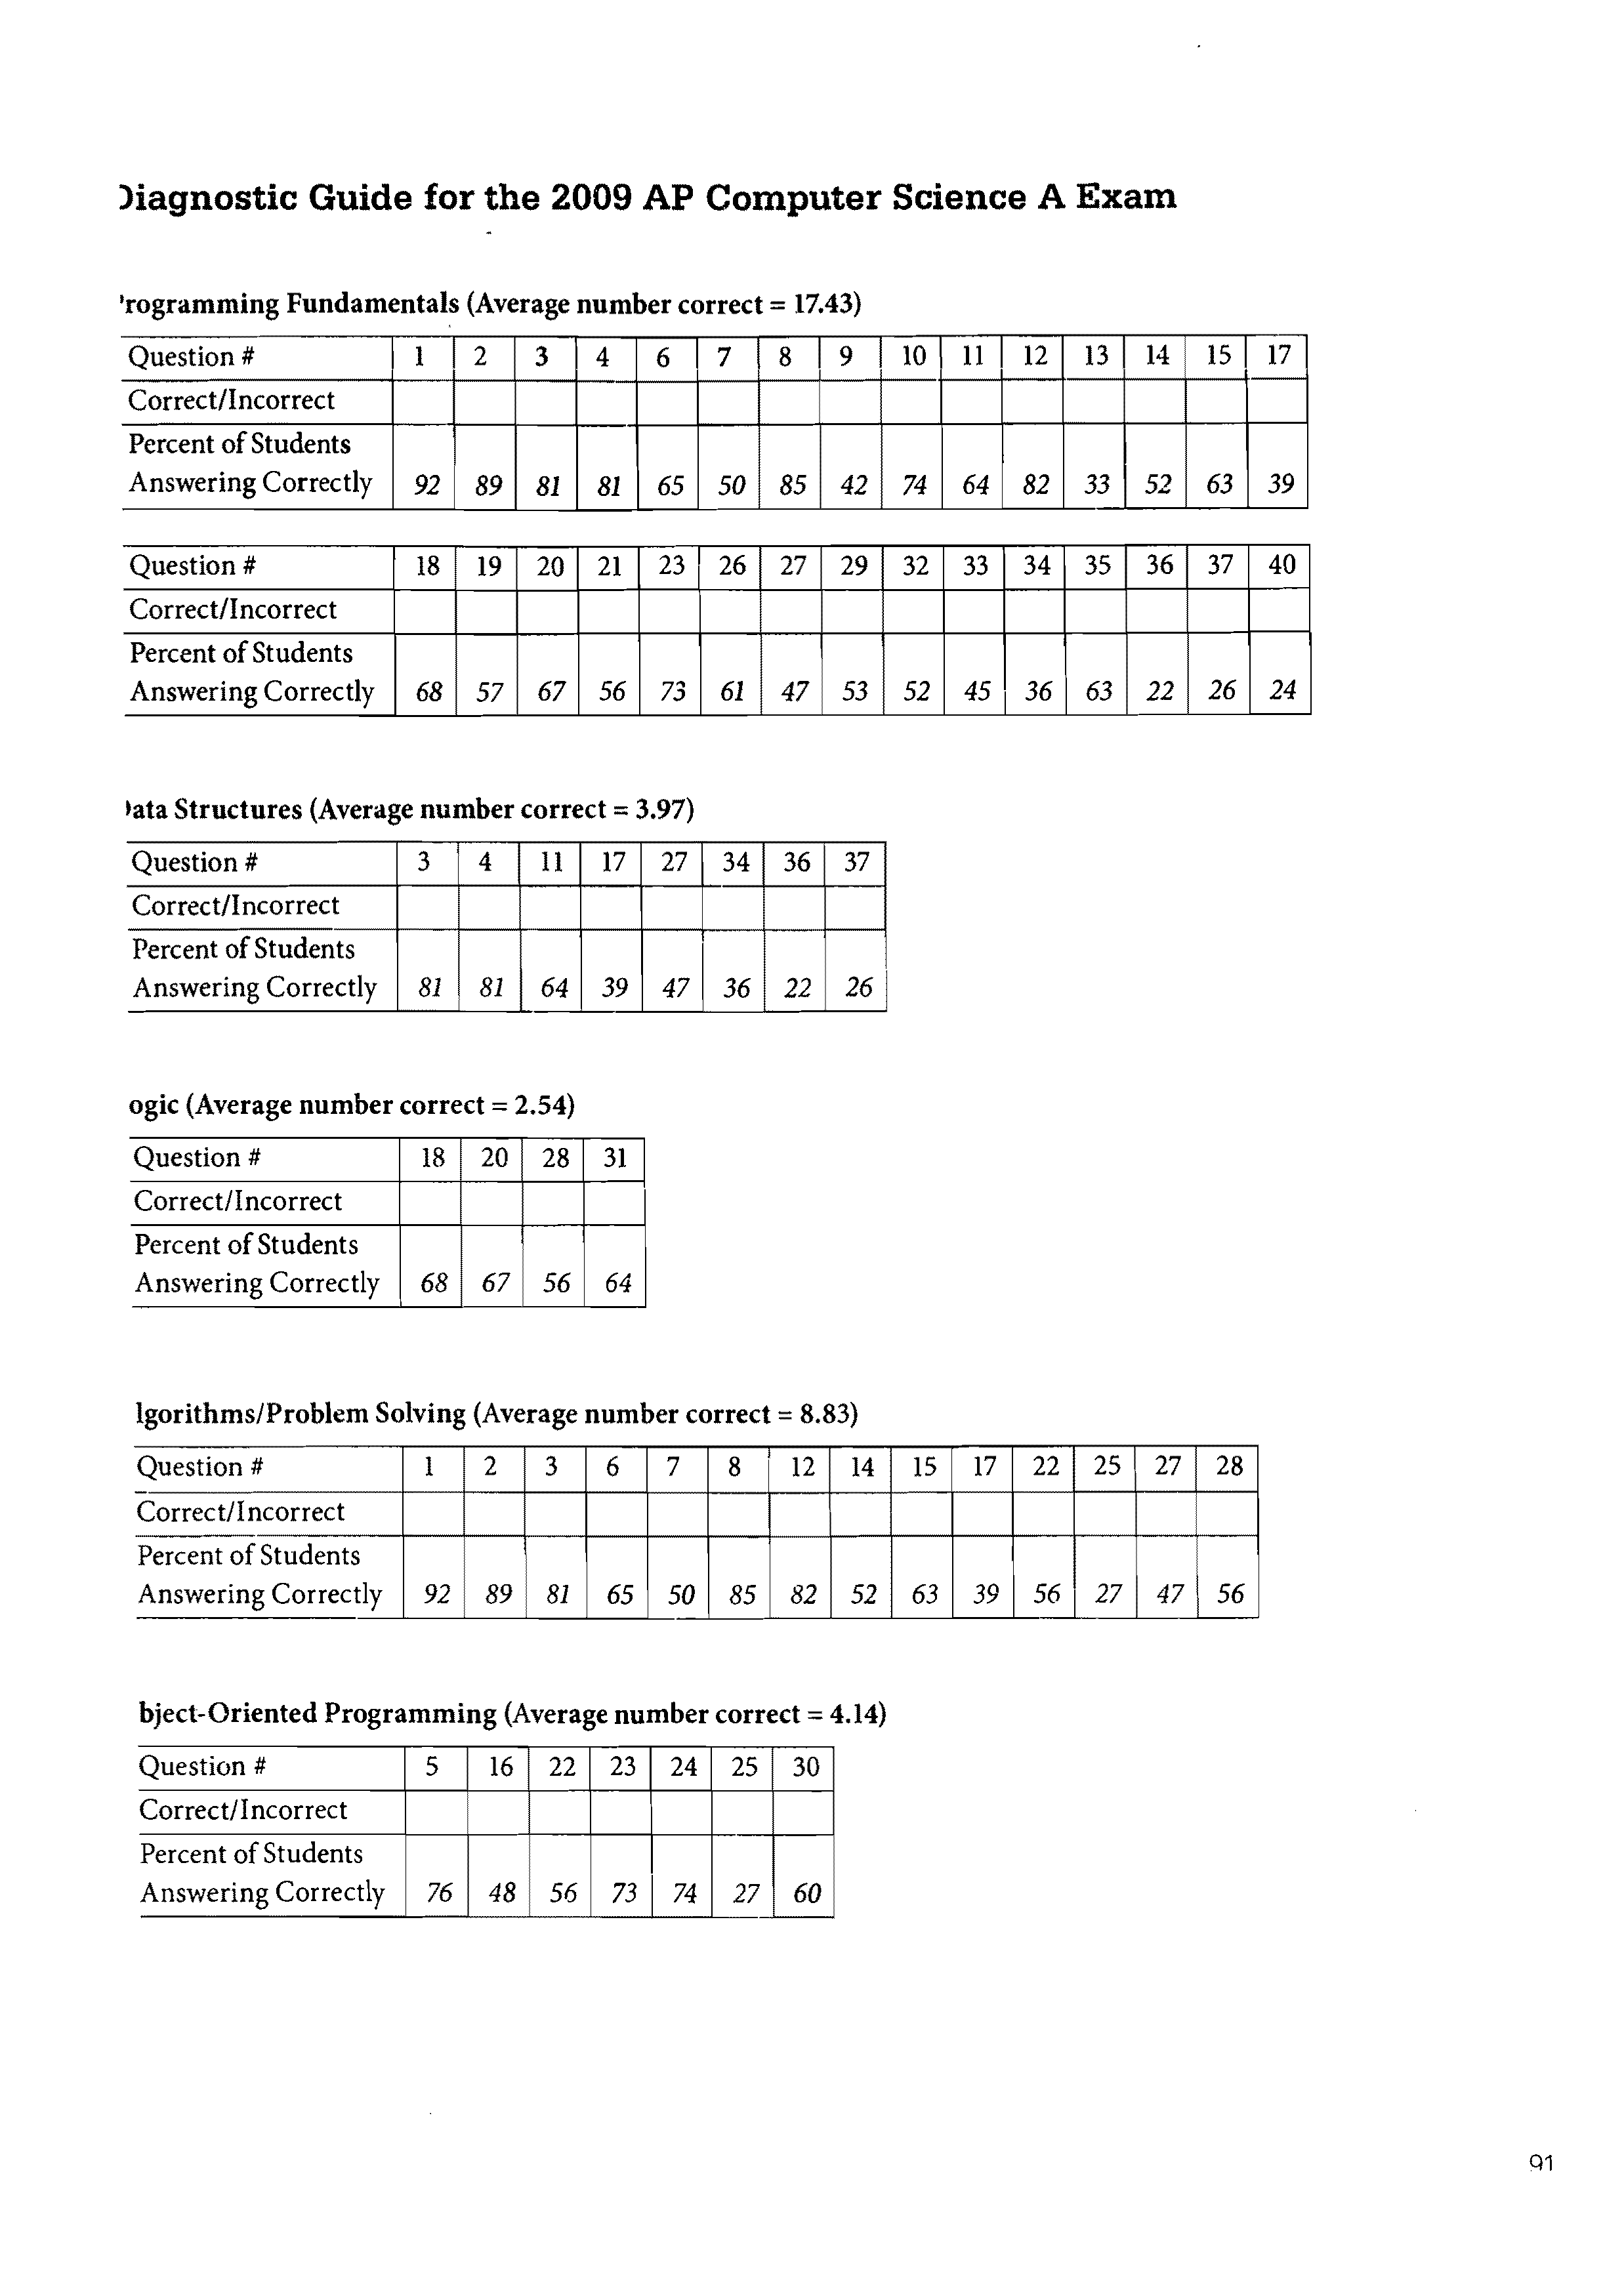 Diagnostic Guide for the 2009 AP Computer Science A Exam
'rogramming Fundamentals (Average number correct = 17.43)
Question # 1 2 3 4 6 7 8 9 10 11 12 13 14 15 17
Correct/Incorrect
Percent of Students
Answering Correctly 92 89 81 81 65 50 85 42 74 64 82 33 52 63 39
Question # 18 19 20 21 23 26 27 29 32 33 34 35 36 37 40
Correct/Incorrect
Percent of Students
Answering Correctly 68 57 67 56 73 61 47 53 52 45 36 63 22 26 24
ata Structures (Average number correct = 3.97)
Question # 3 4 11 17 27 34 36 37
Correct/Incorrect
Percent of Students
Answering Correctly 81 81 64 39 47 36 22 26
ogic (Average number correct = 2.54)
Question # 18 20 28 31
Correct/Incorrect
Percent of Students
Answering Correctly 68 67 56 64
lgorithms/Problem Solving (Average number correct = 8.83)
Question # 1 2 3 6 7 8 12 14 15 17 22 25 27 28
Correct/Incorrect
Percent of Students
Answering Correctly 92 89 81 65 50 85 82 52 63 39 56 27 47 56
bject-Oriented Programming (Average number correct = 4.14)
Question # 5 16 22 23 24 25 30
Correct/Incorrect
Percent of Students
Answering Correctly 76 48 56 73 74 27 60
91